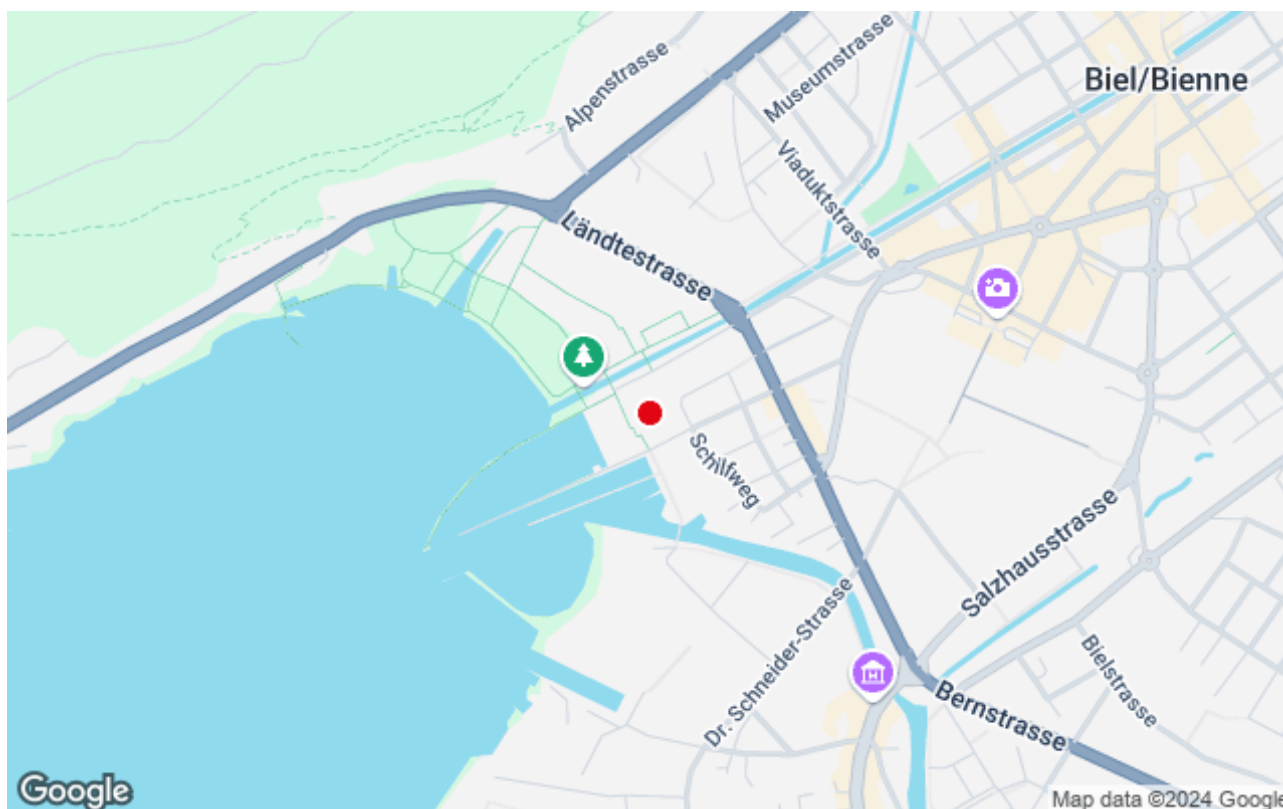 Biel/Bienne
Museumstrasse
Alpenstrasse
Viaduktstrasse
Ländtestrasse
Schilfweg
Salzhausstrasse
Dr.-Schneider-Strasse
Bielstrasse
Bernstrasse
Google
Map data ©2024 Google